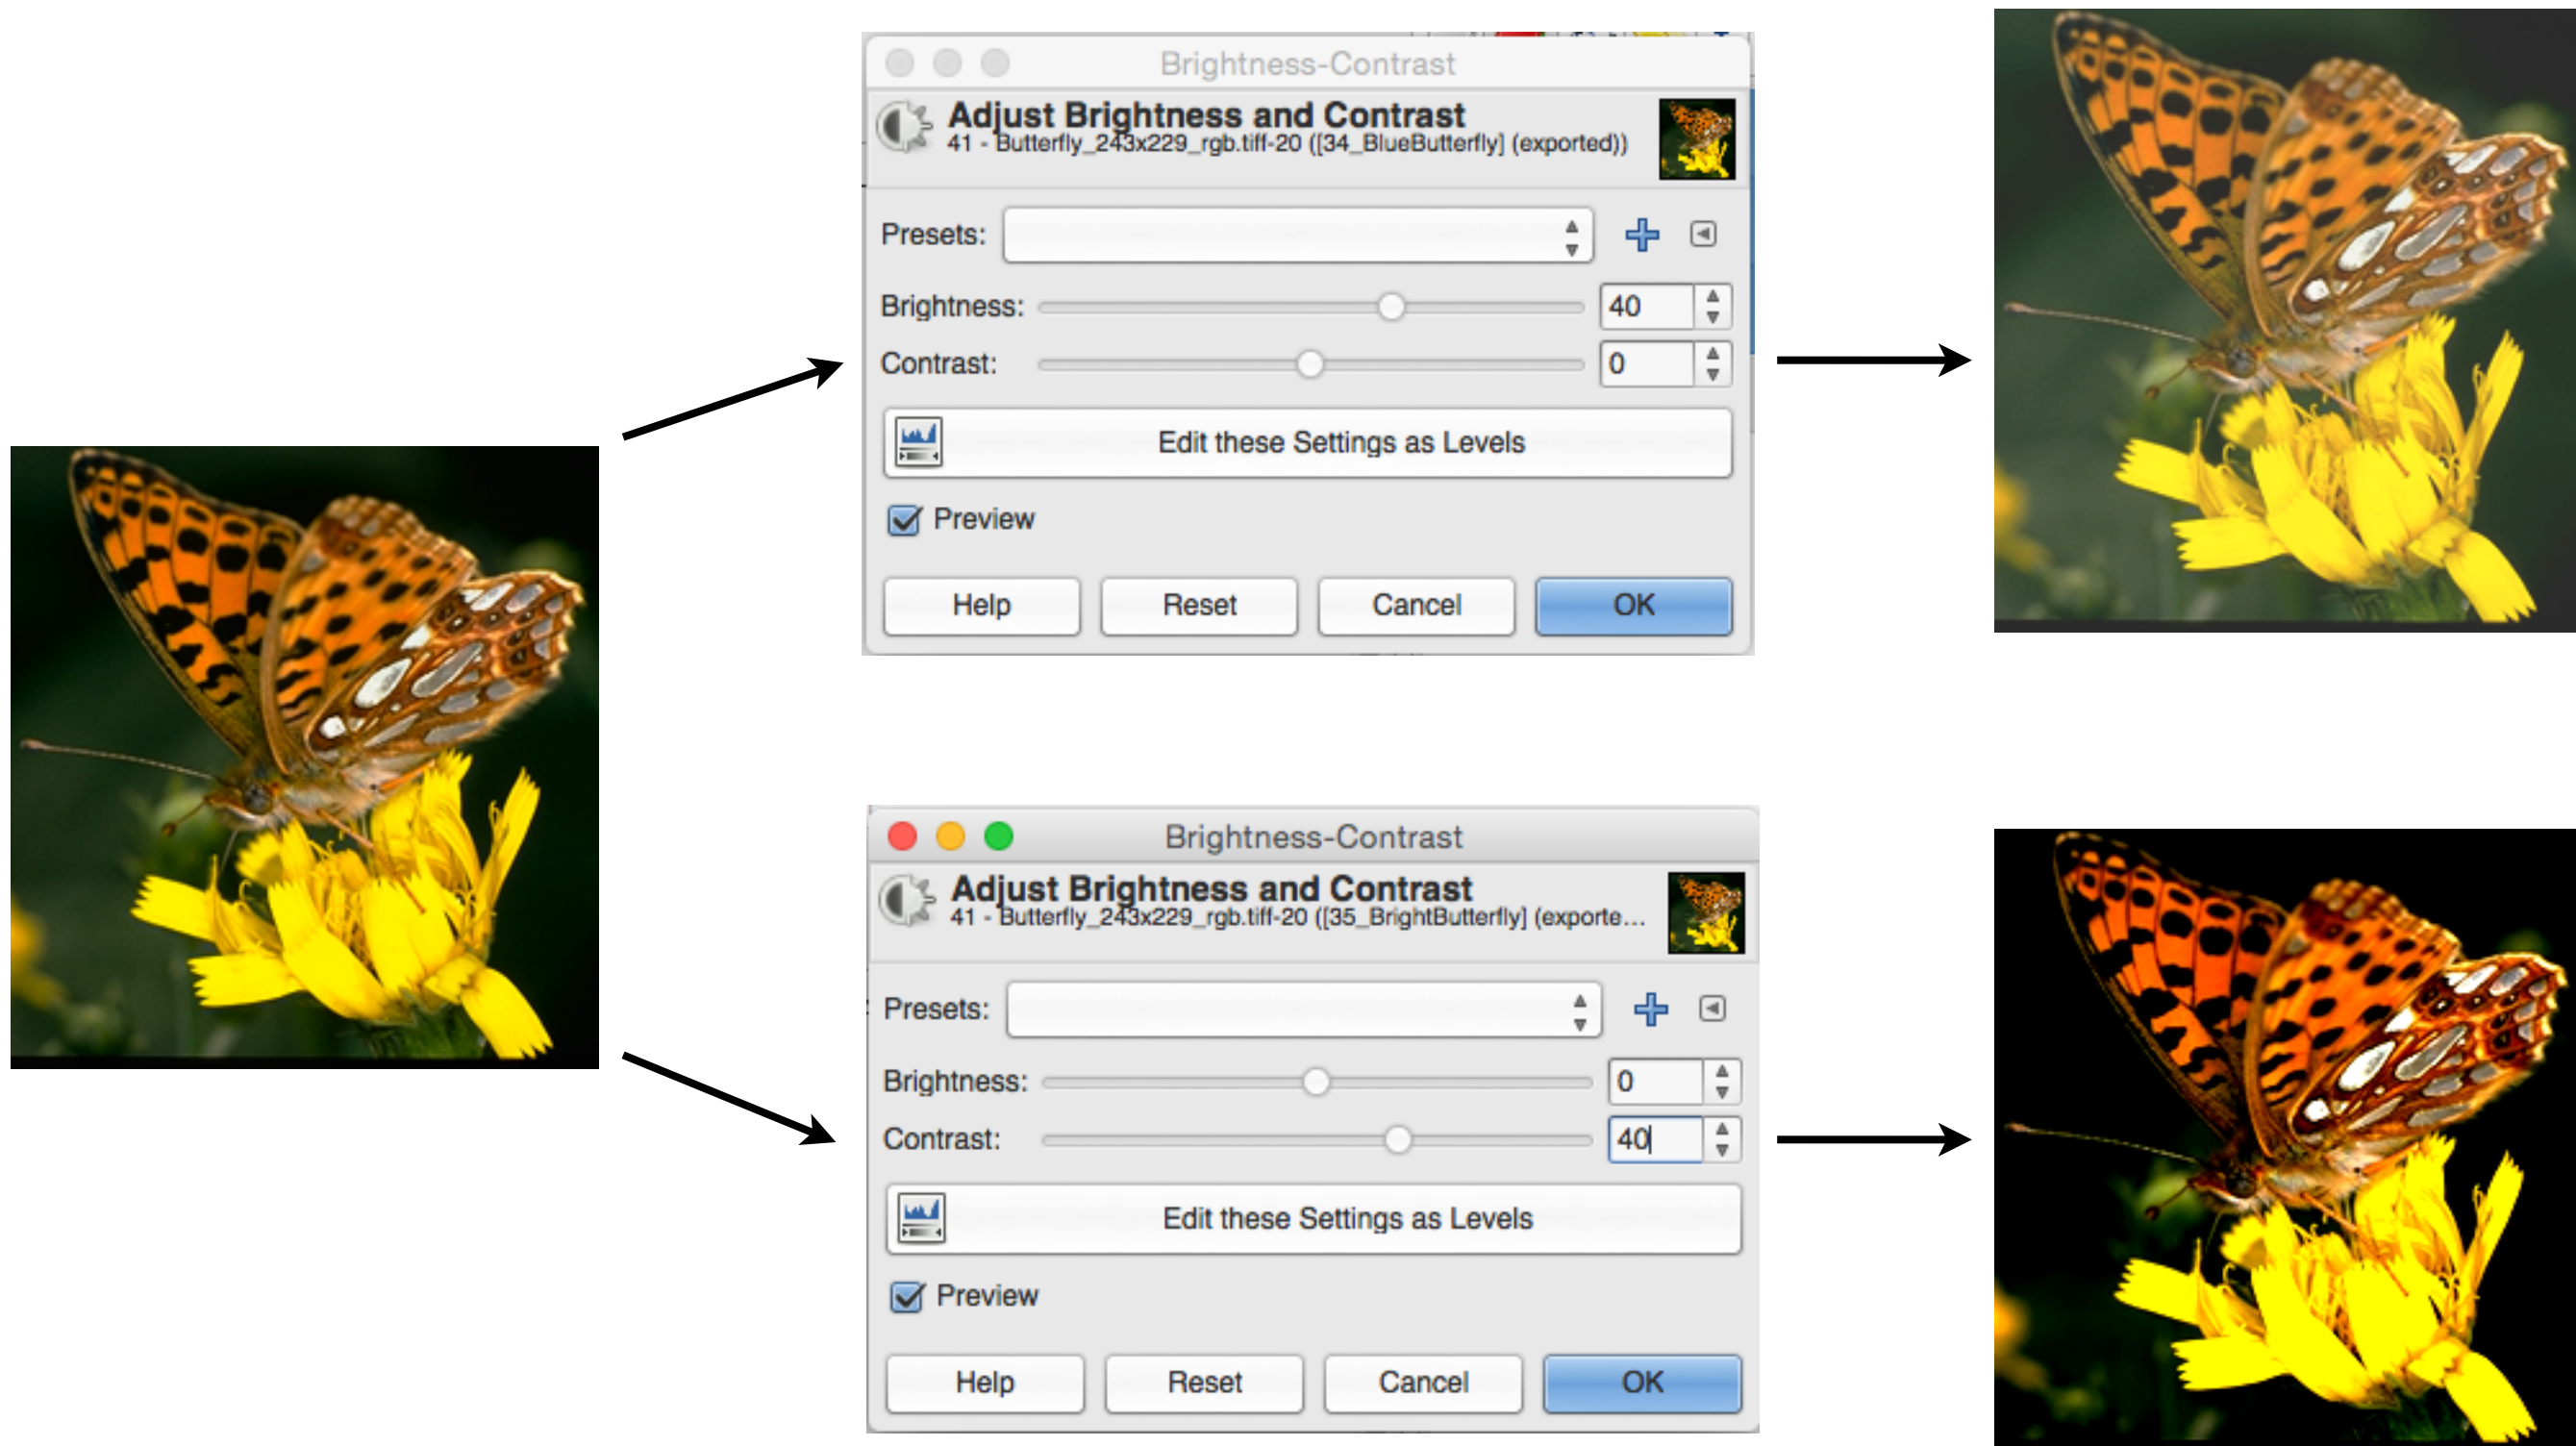 Brightness-Contrast
Adjust Brightness and Contrast
41 - Butterfly_243x229_rgb.tiff-20 ([34_BlueButterfly] (exported))
Presets:
Brightness: 40
Contrast: 0
Edit these Settings as Levels
Preview
Help Reset Cancel OK
Brightness-Contrast
Adjust Brightness and Contrast
41 - Butterfly_243x229_rgb.tiff-20 ([35_BrightButterfly] (exporte...
Presets:
Brightness: 0
Contrast: 40
Edit these Settings as Levels
Preview
Help Reset Cancel OK